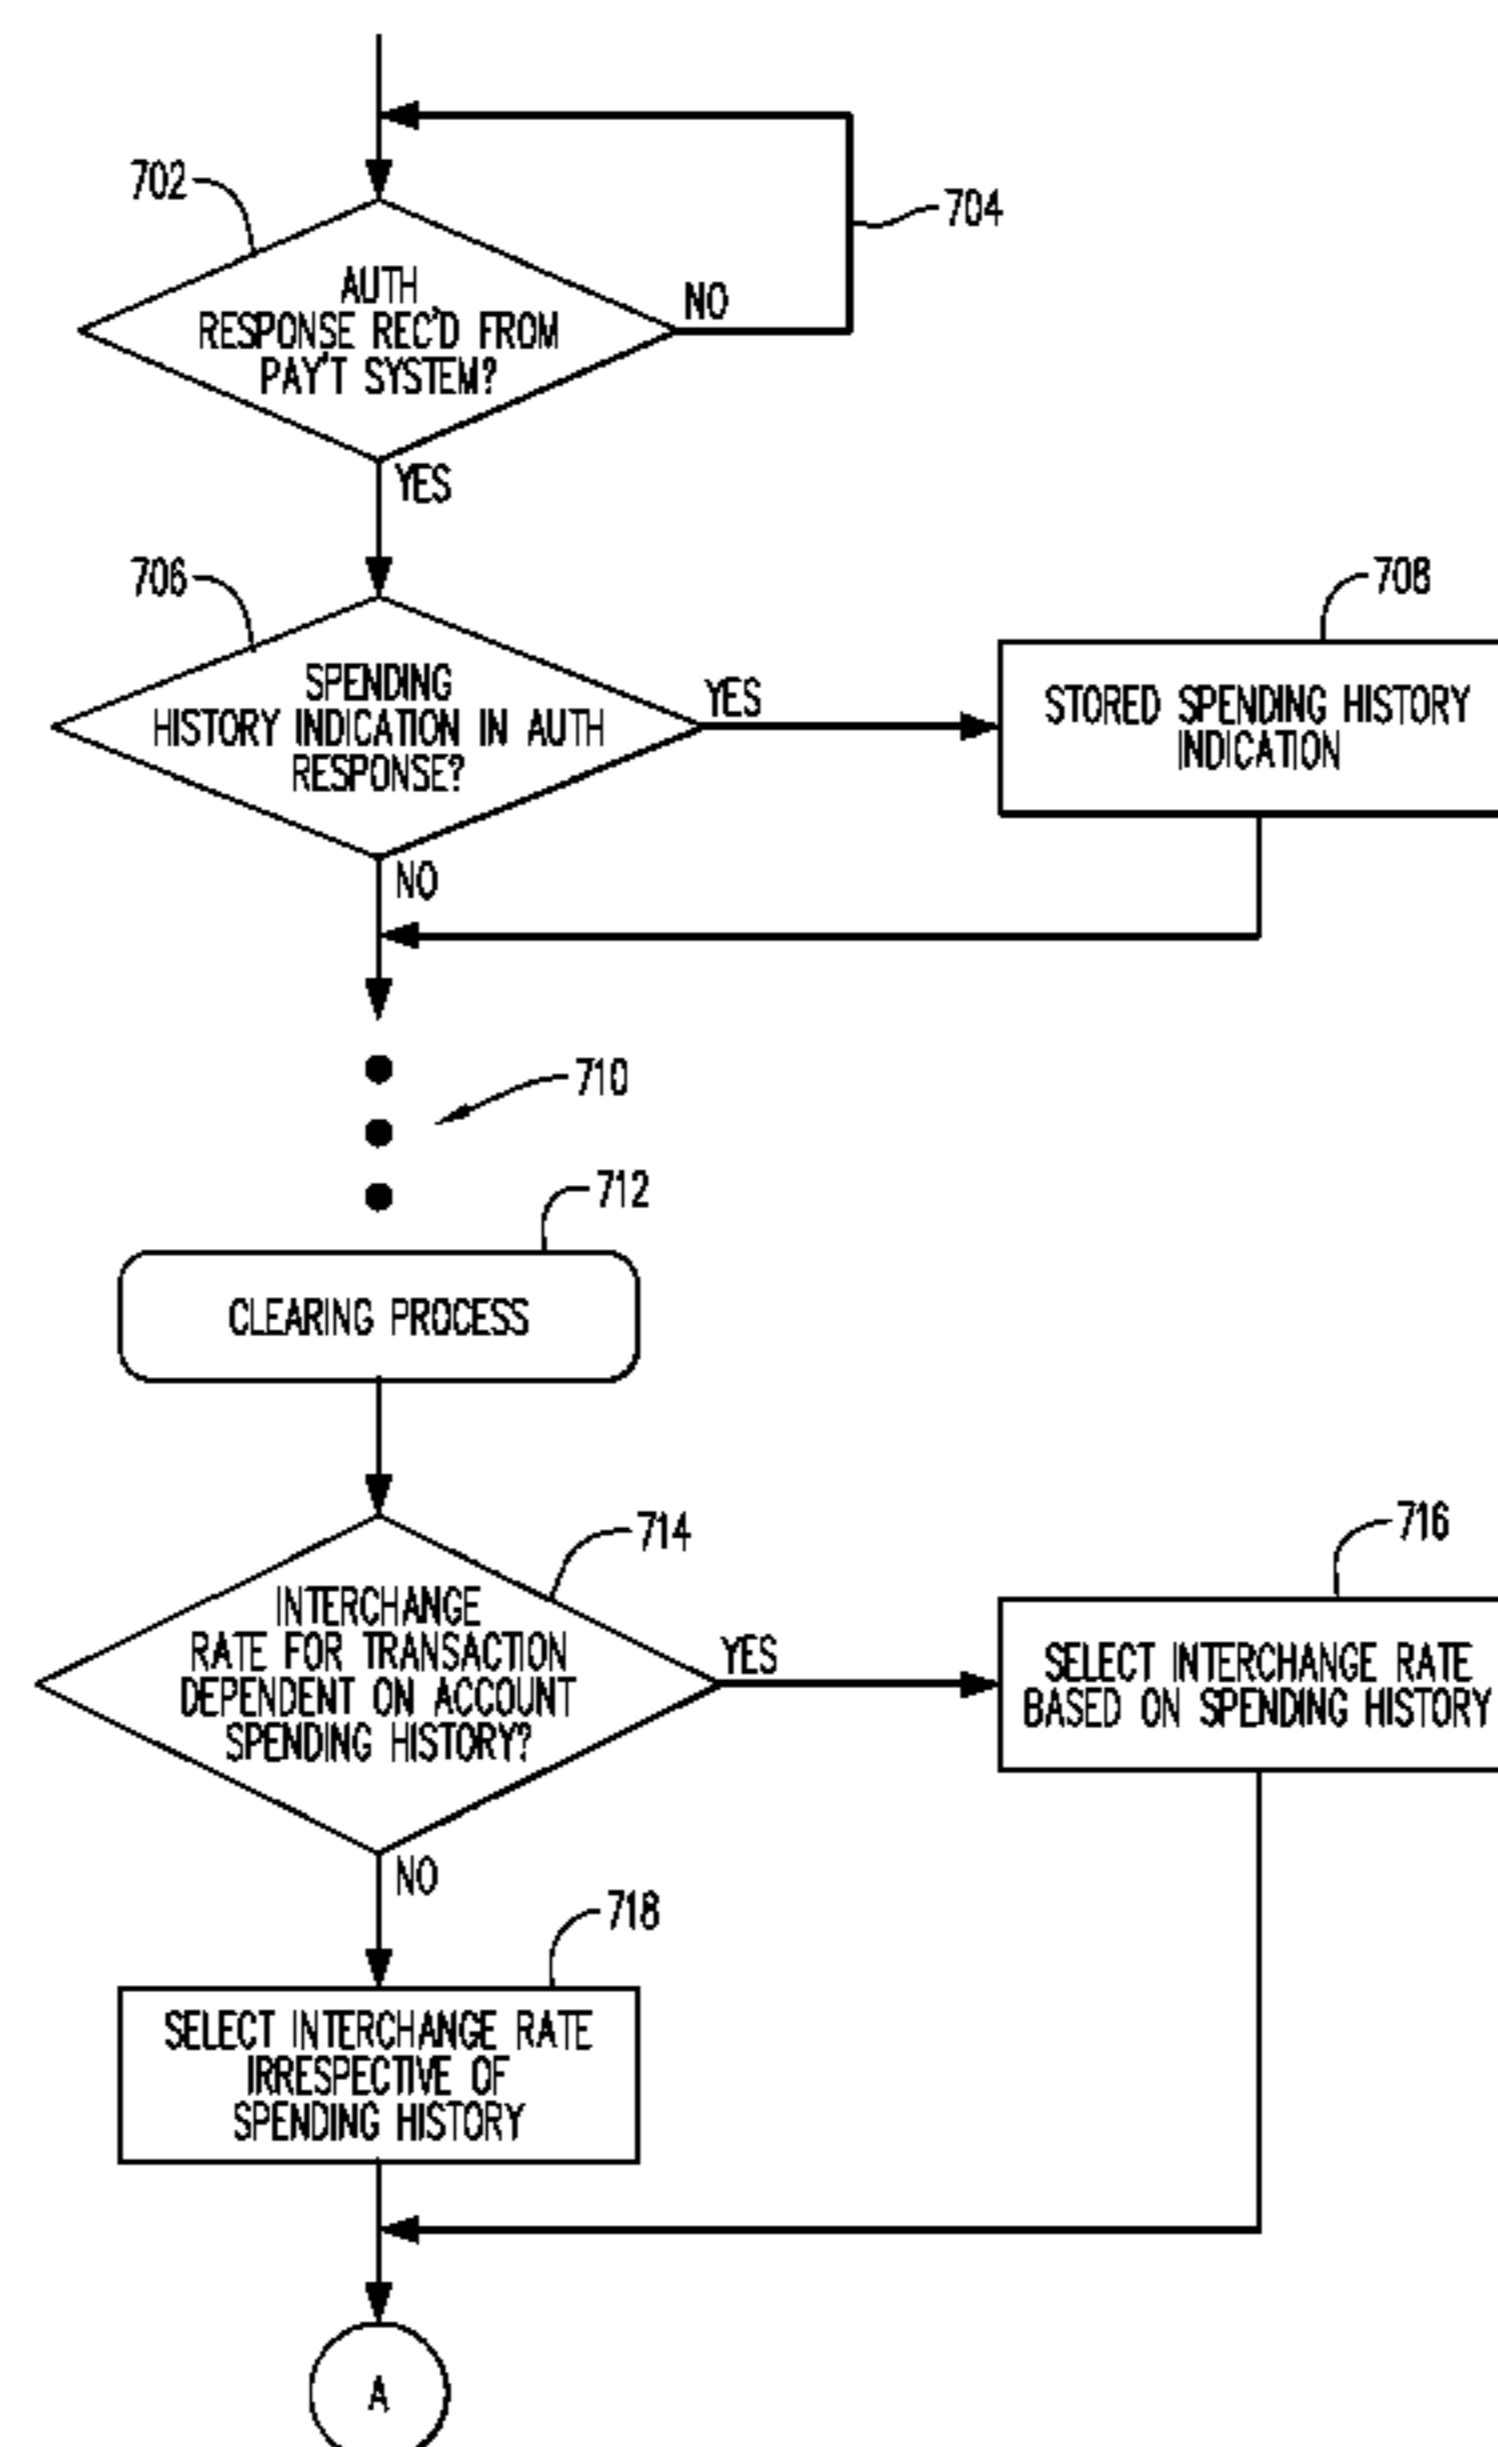 702
704
AUTH
RESPONSE REC'D FROM
PAY'T SYSTEM?
NO
YES
706
708
SPENDING
HISTORY INDICATION IN AUTH
RESPONSE?
YES
STORED SPENDING HISTORY
INDICATION
NO
710
712
CLEARING PROCESS
714
716
INTERCHANGE
RATE FOR TRANSACTION
DEPENDENT ON ACCOUNT
SPENDING HISTORY?
YES
SELECT INTERCHANGE RATE
BASED ON SPENDING HISTORY
NO
718
SELECT INTERCHANGE RATE
IRRESPECTIVE OF
SPENDING HISTORY
A